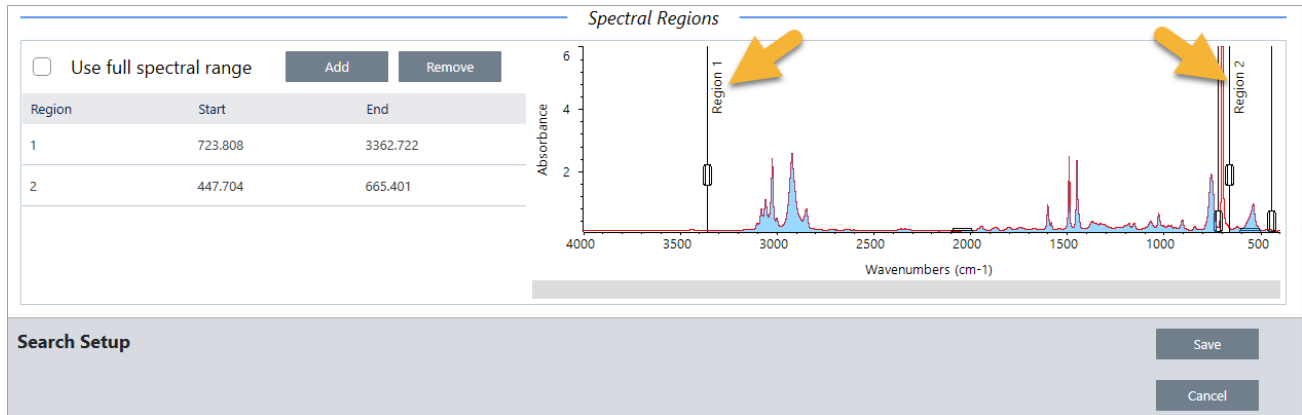 Spectral Regions
Use full spectral range Add Remove
Region Start End
1 723.808 3362.722
2 447.704 665.401
Absorbance
6
4
2
Region 1
Region 2
4000 3500 3000 2500 2000 1500 1000 500
Wavenumbers (cm-1)
Search Setup
Save
Cancel